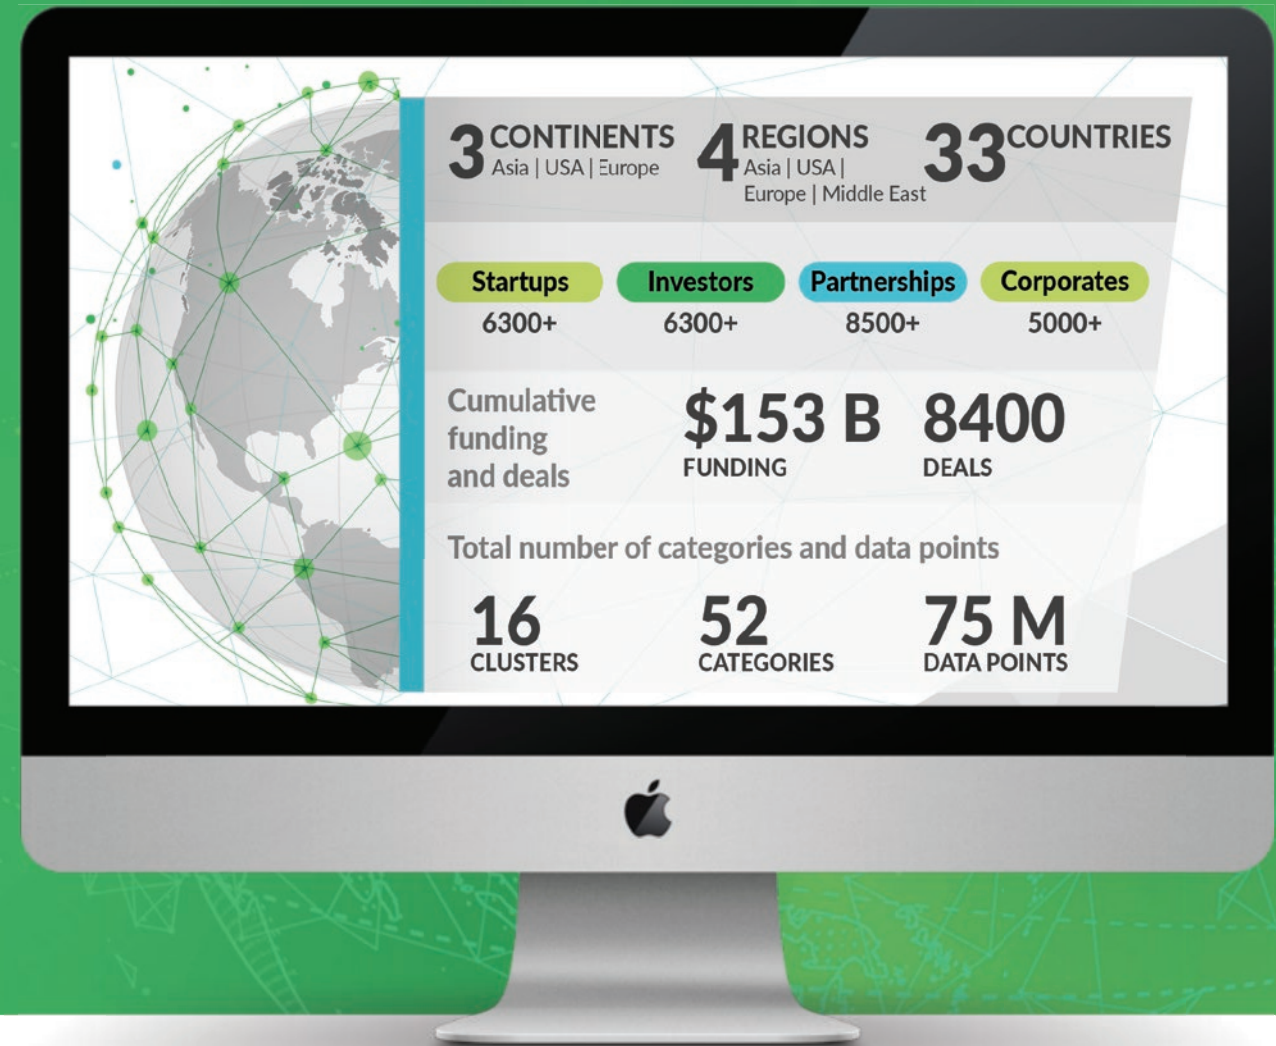 3 CONTINENTS
Asia | USA | Europe
4 REGIONS
Asia | USA |
Europe | Middle East
33 COUNTRIES
Startups
6300+
Investors
6300+
Partnerships
8500+
Corporates
5000+
Cumulative
funding
and deals
$153 B
FUNDING
8400
DEALS
Total number of categories and data points
16
CLUSTERS
52
CATEGORIES
75 M
DATA POINTS